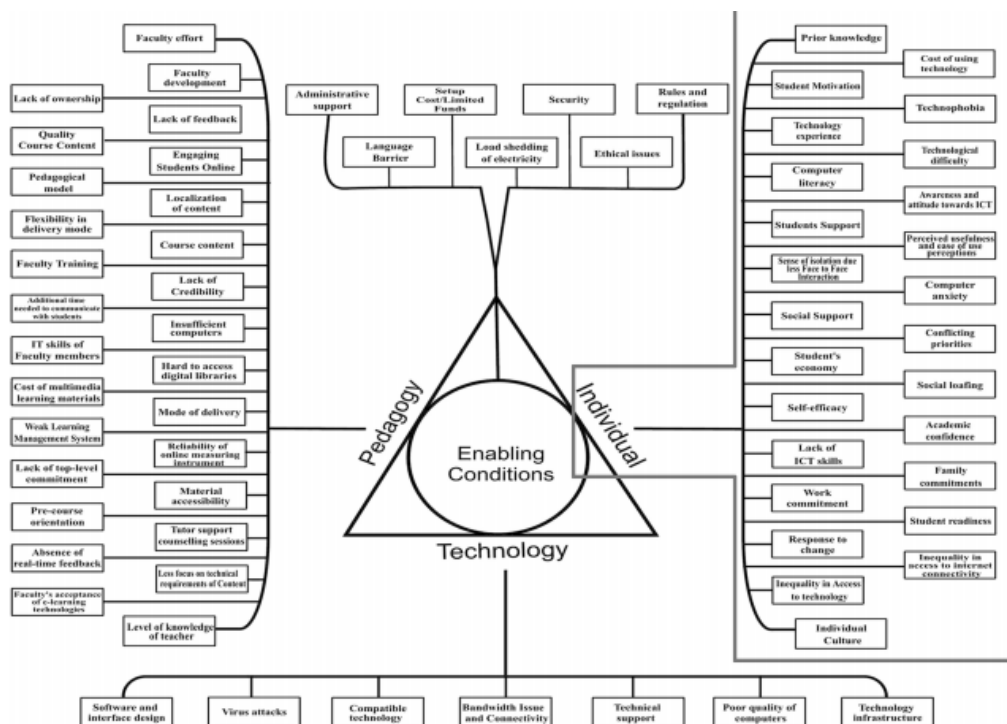 Faculty effort
Faculty
development
Lack of ownership
Lack of feedback
Quality
Course Content
Engaging
Students Online
Pedagogical
model
Localization
of content
Flexibility in
delivery mode
Course content
Faculty Training
Lack of
Credibility
Additional time
needed to communicate
with students
Insufficient
computers
IT skills of
Faculty members
Hard to access
digital libraries
Cost of multimedia
learning materials
Mode of delivery
Weak Learning
Management System
Reliability of
online measuring
instrument
Lack of top-level
commitment
Material
accessibility
Pre-course
orientation
Tutor support
counselling sessions
Absence of
real-time feedback
Less focus on technical
requirements of Content
Faculty's acceptance
of e-learning
technologies
Level of knowledge
of teacher
Administrative
support
Setup
Cost/Limited
Funds
Security
Rules and
regulation
Language
Barrier
Load shedding
of electricity
Ethical issues
Pedagogy
Individual
Enabling
Conditions
Technology
Prior knowledge
Cost of using
technology
Student Motivation
Technophobia
Technology
experience
Technological
difficulty
Computer
literacy
Awareness and
attitude towards ICT
Students Support
Perceived usefulness
and ease of use
perceptions
Sense of isolation due
less Face to Face
Interaction
Computer
anxiety
Social Support
Conflicting
priorities
Student's
economy
Social loafing
Self-efficacy
Academic
confidence
Lack of
ICT skills
Family
commitments
Work
commitment
Student readiness
Response to
change
Inequality in
access to internet
connectivity
Inequality in Access
to technology
Individual
Culture
Software and
interface design
Virus attacks
Compatible
technology
Bandwidth Issue
and Connectivity
Technical
support
Poor quality of
computers
Technology
infrastructure